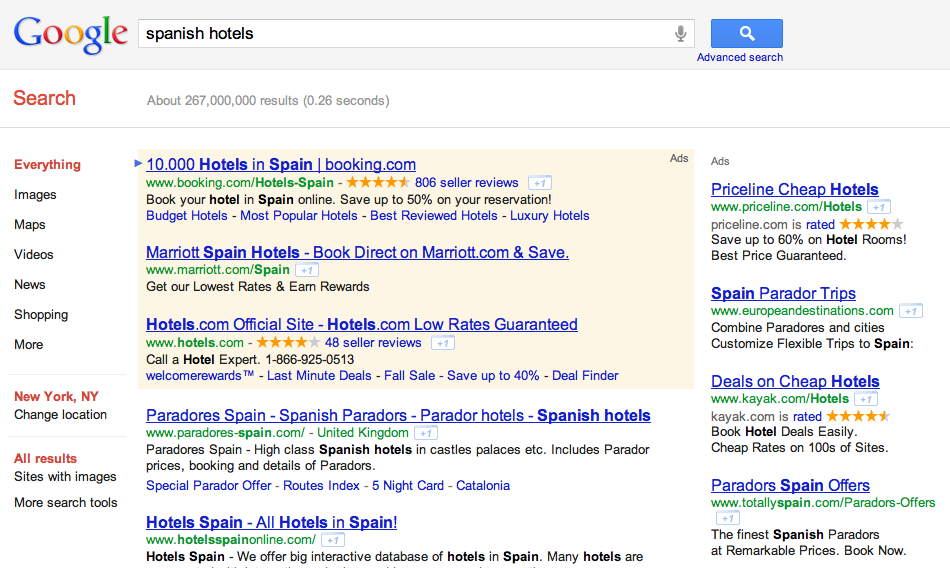 Google
spanish hotels
Advanced search
Search
About 267,000,000 results (0.26 seconds)
Everything
Images
Maps
Videos
News
Shopping
More
New York, NY
Change location
All results
Sites with images
More search tools
Ads
10.000 Hotels in Spain | booking.com
www.booking.com/Hotels-Spain - 806 seller reviews +1
Book your hotel in Spain online. Save up to 50% on your reservation!
Budget Hotels - Most Popular Hotels - Best Reviewed Hotels - Luxury Hotels
Marriott Spain Hotels - Book Direct on Marriott.com & Save.
www.marriott.com/Spain +1
Get our Lowest Rates & Earn Rewards
Hotels.com Official Site - Hotels.com Low Rates Guaranteed
www.hotels.com - 48 seller reviews +1
Call a Hotel Expert. 1-866-925-0513
welcomerewards™ - Last Minute Deals - Fall Sale - Save up to 40% - Deal Finder
Paradores Spain - Spanish Paradors - Parador hotels - Spanish hotels
www.paradores-spain.com/ - United Kingdom +1
Paradores Spain - High class Spanish hotels in castles palaces etc. Includes Parador
prices, booking and details of Paradors.
Special Parador Offer - Routes Index - 5 Night Card - Catalonia
Hotels Spain - All Hotels in Spain!
www.hotelsspainonline.com/ +1
Hotels Spain - We offer big interactive database of hotels in Spain. Many hotels are
Ads
Priceline Cheap Hotels
www.priceline.com/Hotels +1
priceline.com is rated
Save up to 60% on Hotel Rooms!
Best Price Guaranteed.
Spain Parador Trips
www.europeandestinations.com +1
Combine Paradores and cities
Customize Flexible Trips to Spain:
Deals on Cheap Hotels
www.kayak.com/Hotels +1
kayak.com is rated
Book Hotel Deals Easily.
Cheap Rates on 100s of Sites.
Paradors Spain Offers
www.totallyspain.com/Paradors-Offers
+1
The finest Spanish Paradors
at Remarkable Prices. Book Now.